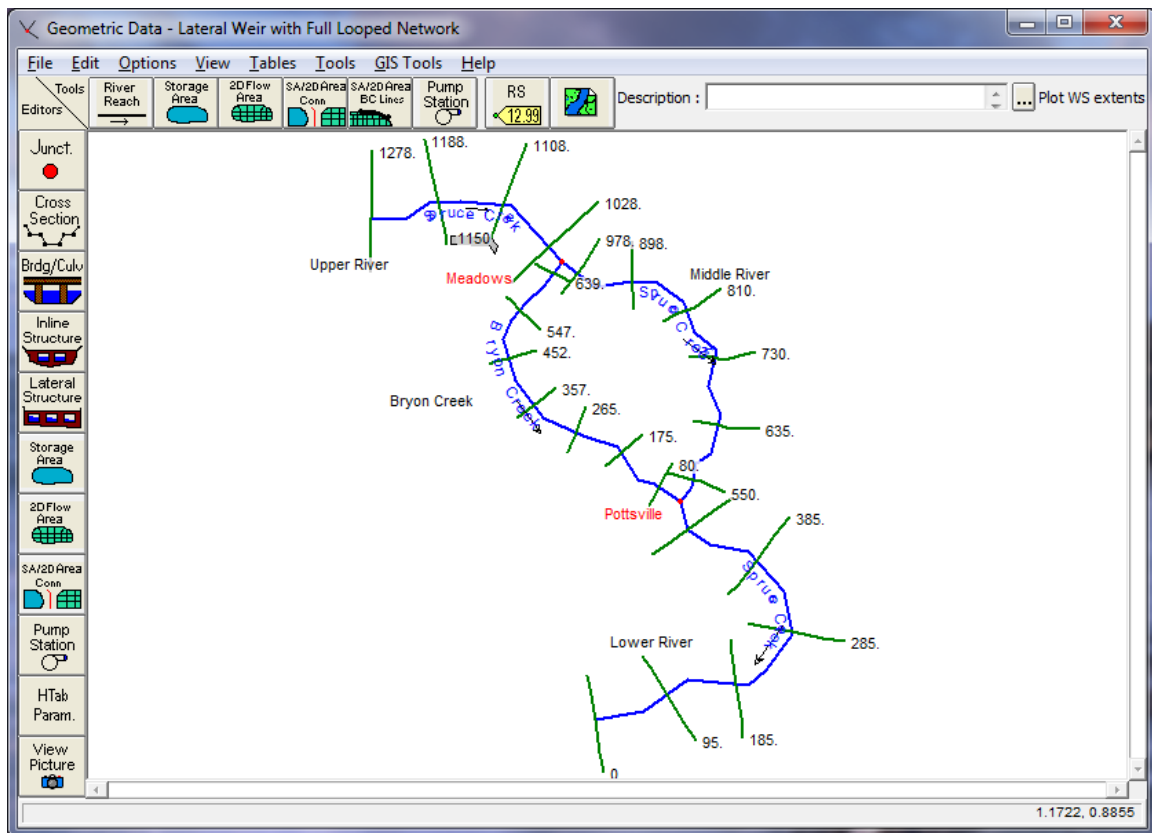 Geometric Data - Lateral Weir with Full Looped Network
File Edit Options View Tables Tools GIS Tools Help
Tools
Editors
River
Reach
Storage
Area
2D Flow
Area
SA/2D Area
Conn
SA/2D Area
BC Lines
Pump
Station
RS
12.99
Description :
...
Plot WS extents
Junct.
Cross
Section
Brdg/Culv
Inline
Structure
Lateral
Structure
Storage
Area
2D Flow
Area
SA/2D Area
Conn
Pump
Station
HTab
Param.
View
Picture
1278.
1188.
1108.
Spruce Creek
1150
1028.
Upper River
Meadows
978.
898.
639.
Middle River
810.
Spruce Creek
547.
452.
730.
Bryon Creek
357.
Bryon Creek
265.
635.
175.
80.
550.
Pottsville
385.
Spruce Creek
Lower River
285.
95.
185.
0
1.1722, 0.8855